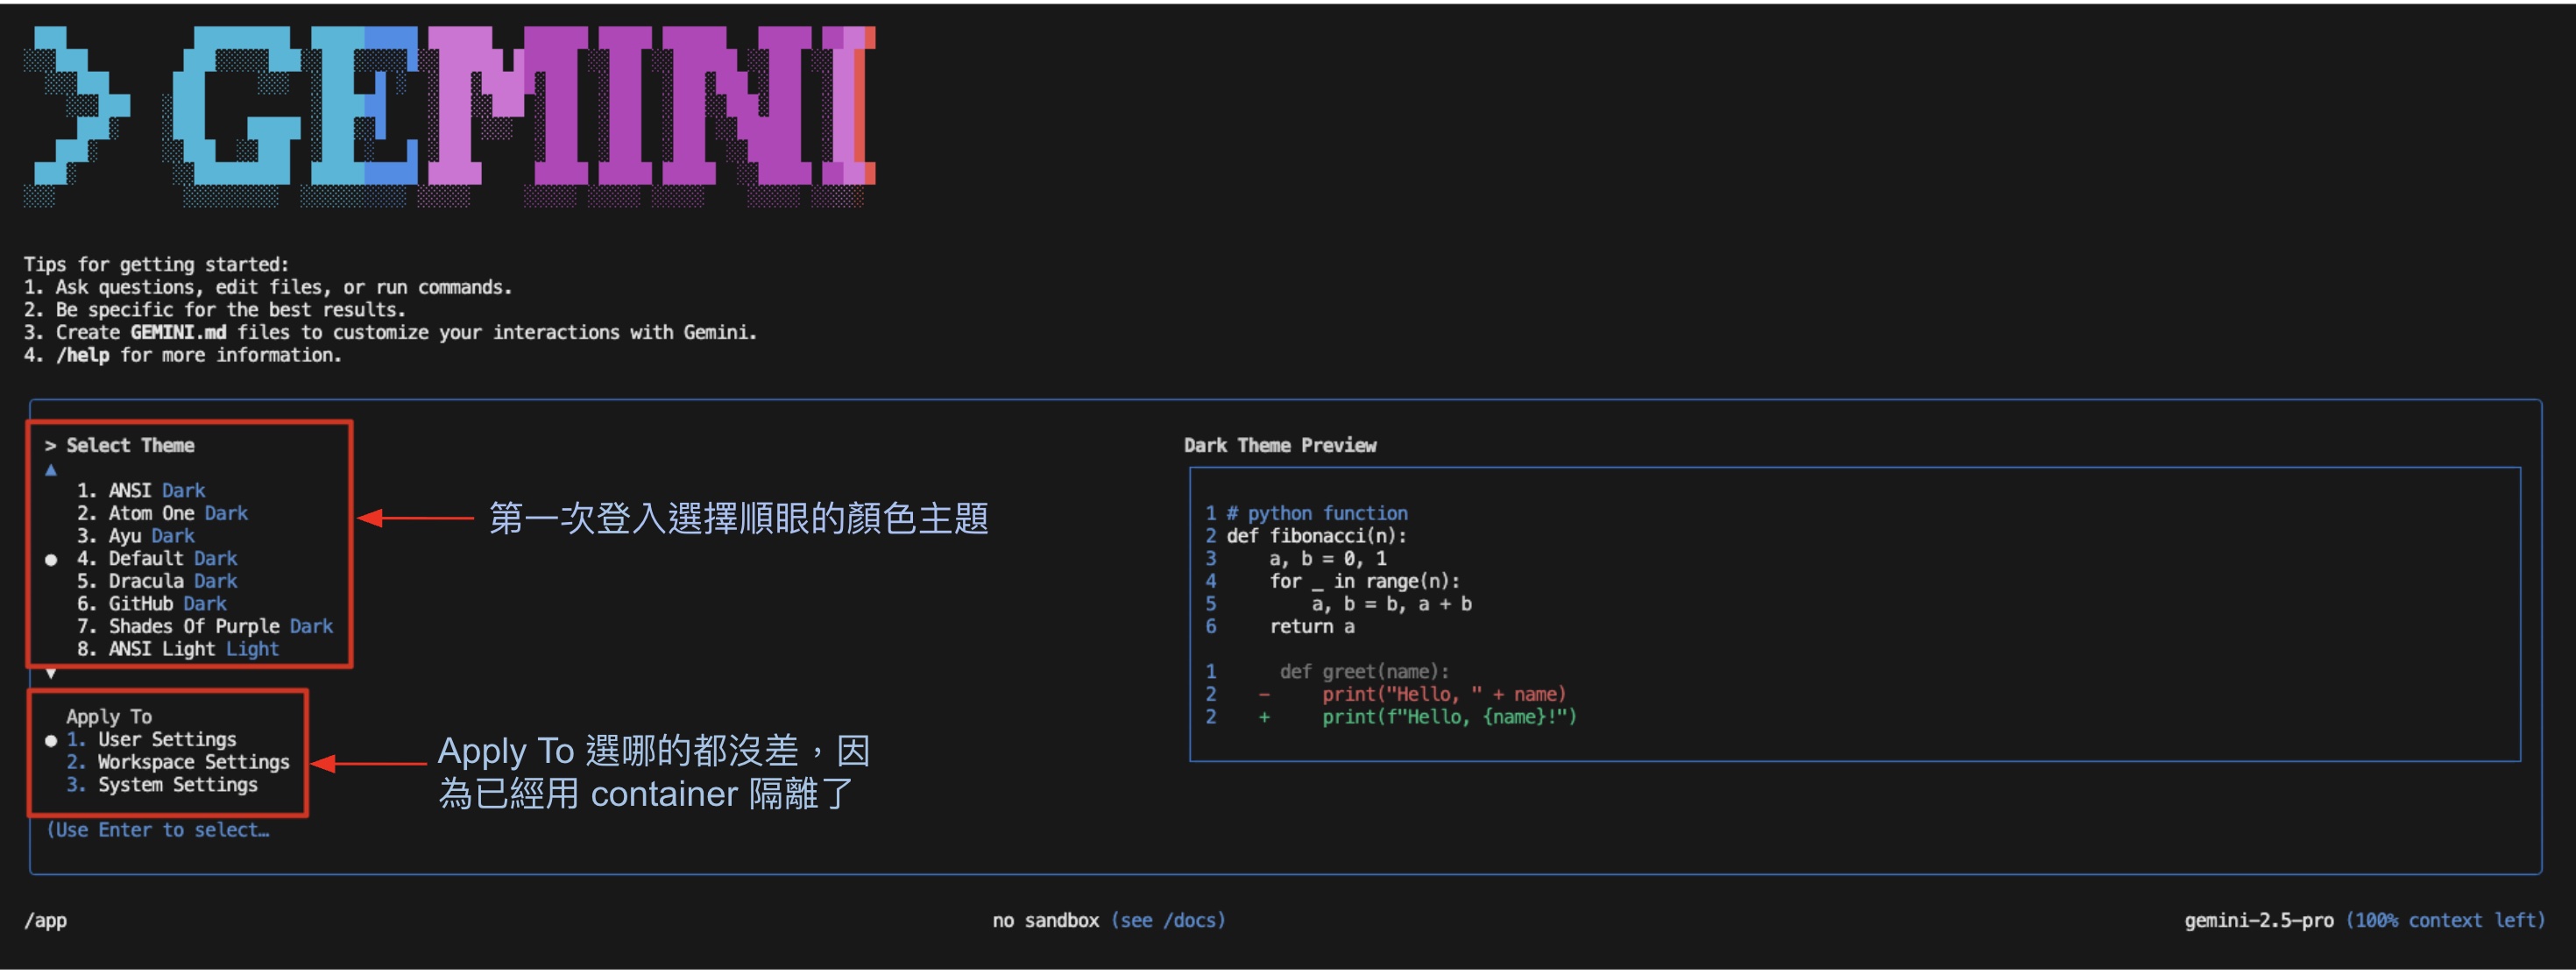 > GEMINI
Tips for getting started:
1. Ask questions, edit files, or run commands.
2. Be specific for the best results.
3. Create GEMINI.md files to customize your interactions with Gemini.
4. /help for more information.
> Select Theme
▲
1. ANSI Dark
2. Atom One Dark
3. Ayu Dark
● 4. Default Dark
5. Dracula Dark
6. GitHub Dark
7. Shades Of Purple Dark
8. ANSI Light Light
▼
第一次登入選擇順眼的顏色主題
Apply To
● 1. User Settings
2. Workspace Settings
3. System Settings
Apply To 選哪的都沒差，因
為已經用 container 隔離了
(Use Enter to select…
Dark Theme Preview
1 # python function
2 def fibonacci(n):
3     a, b = 0, 1
4     for _ in range(n):
5         a, b = b, a + b
6     return a
1     def greet(name):
2 -     print("Hello, " + name)
2 +     print(f"Hello, {name}!")
/app
no sandbox (see /docs)
gemini-2.5-pro (100% context left)